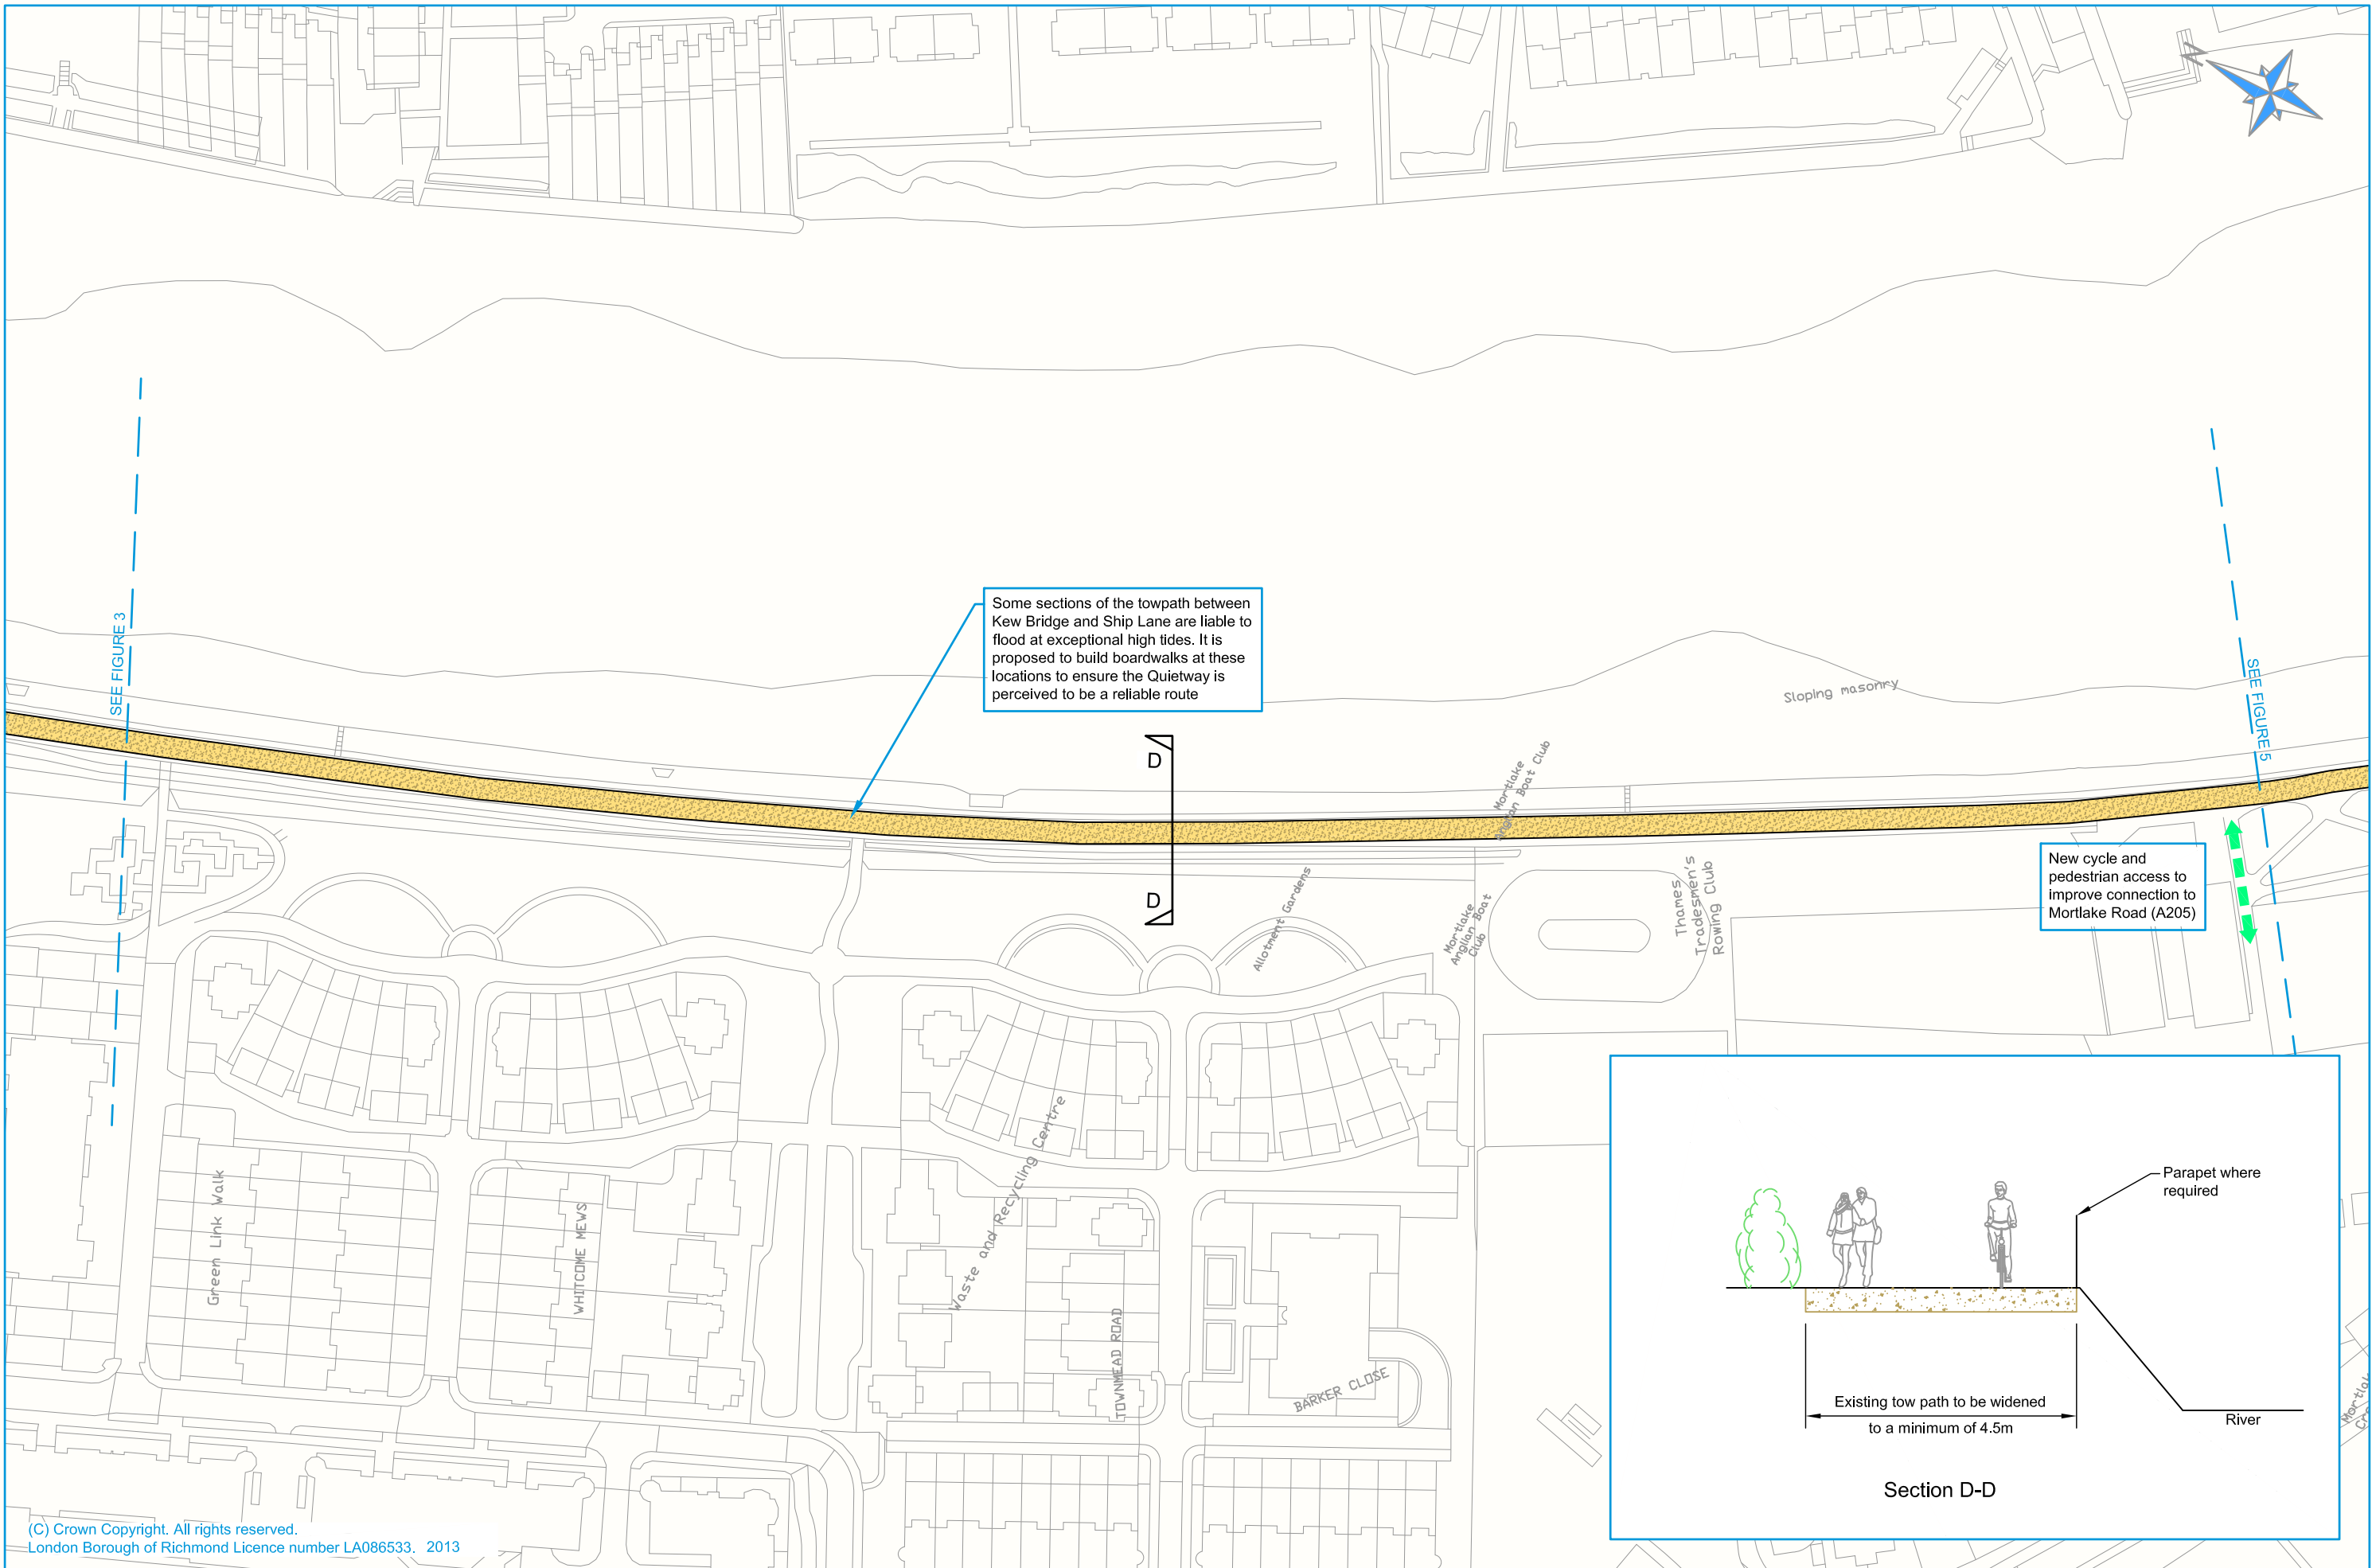 N
SEE FIGURE 3
Some sections of the towpath between
Kew Bridge and Ship Lane are liable to
flood at exceptional high tides. It is
proposed to build boardwalks at these
locations to ensure the Quietway is
perceived to be a reliable route
Sloping masonry
SEE FIGURE 5
D
D
Mortlake
Anglian Boat Club
Allotment Gardens
Mortlake
Anglian Boat
Club
Thames
Tradesmen's
Rowing Club
New cycle and
pedestrian access to
improve connection to
Mortlake Road (A205)
Green Link Walk
WHITCOME MEWS
Waste and Recycling Centre
TOWNMEAD ROAD
BARKER CLOSE
Parapet where
required
Existing tow path to be widened
to a minimum of 4.5m
River
Section D-D
(C) Crown Copyright. All rights reserved.
London Borough of Richmond Licence number LA086533. 2013